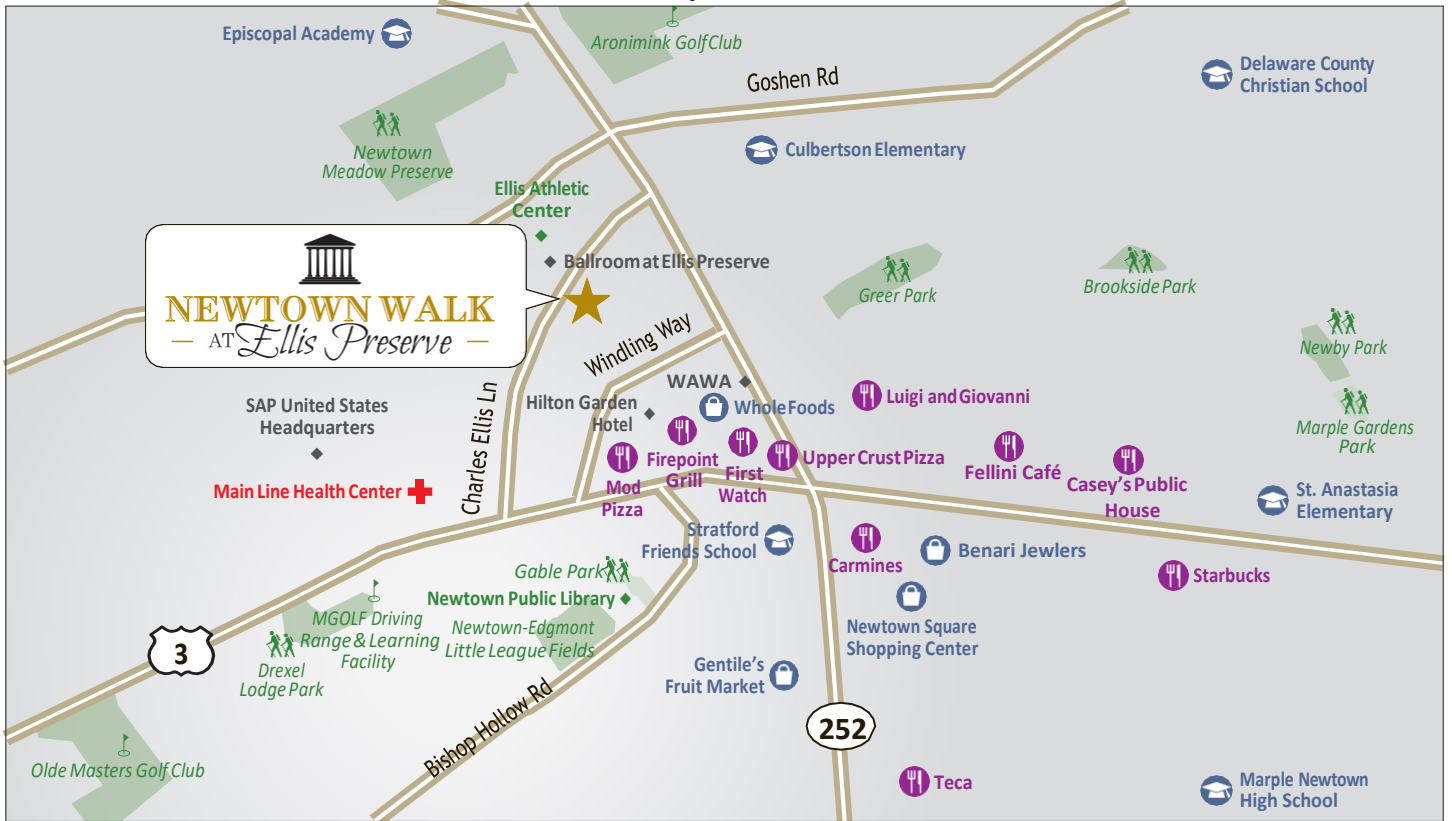 Episcopal Academy
Aronimink Golf Club
Goshen Rd
Delaware County
Christian School
Newtown
Meadow Preserve
Culbertson Elementary
Ellis Athletic
Center
Ballroom at Ellis Preserve
NEWTOWN WALK
AT Ellis Preserve
Greer Park
Brookside Park
Newby Park
Marple Gardens
Park
Windling Way
WAWA
Whole Foods
Hilton Garden
Hotel
Luigi and Giovanni
SAP United States
Headquarters
Charles Ellis Ln
Main Line Health Center
Mod
Pizza
Firepoint
Grill
First
Watch
Upper Crust Pizza
Fellini Café
Casey's Public
House
St. Anastasia
Elementary
Stratford
Friends School
Carmines
Benari Jewlers
Starbucks
Gable Park
Newtown Public Library
Newtown-Edgmont
Little League Fields
MGOLF Driving
Range & Learning
Facility
Drexel
Lodge Park
3
Newtown Square
Shopping Center
Gentile's
Fruit Market
Bishop Hollow Rd
252
Olde Masters Golf Club
Teca
Marple Newtown
High School